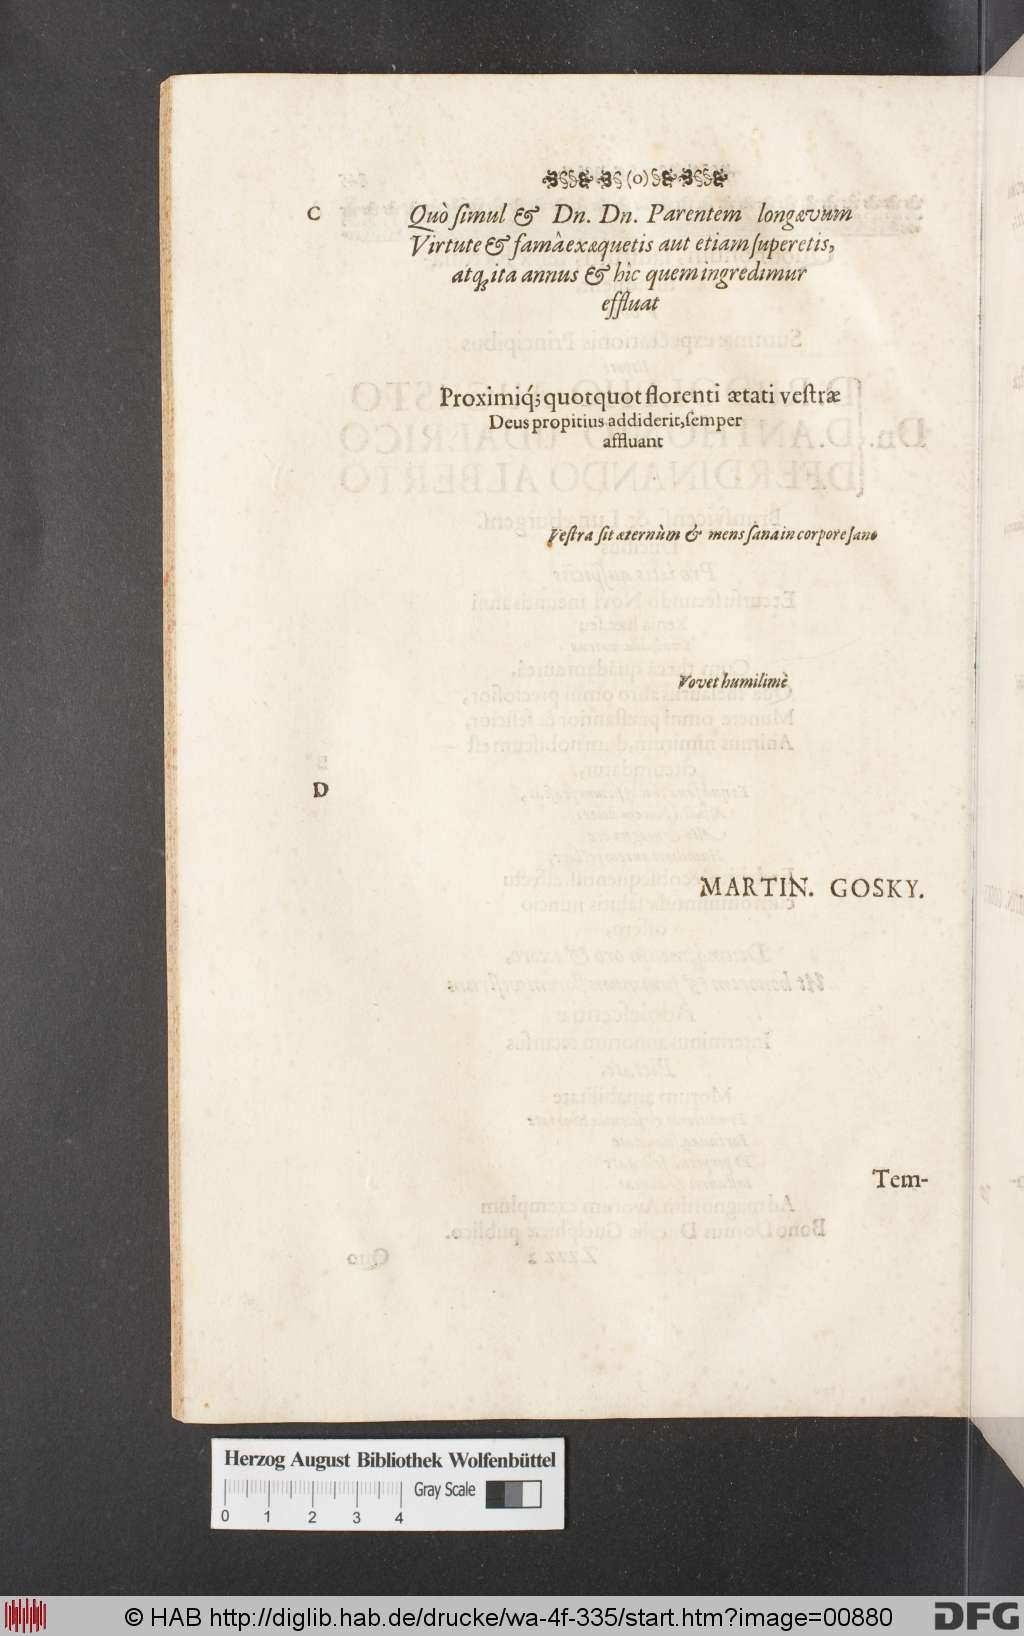 (o)
C
Quò simul & Dn. Dn. Parentem longævum
Virtute & famâ exæquetis aut etiam superetis,
atq; ita annus & hîc quem ingredimur
effluat
Proximiq́; quotquot florenti ætati vestræ
Deus propitius addiderit, semper
affluant
Vestra sit æternùm & mens sana in corpore sano
Vovet humilimè
D
MARTIN. GOSKY.
Tem-
Herzog August Bibliothek Wolfenbüttel
Gray Scale
0 1 2 3 4
© HAB http://diglib.hab.de/drucke/wa-4f-335/start.htm?image=00880
DFG